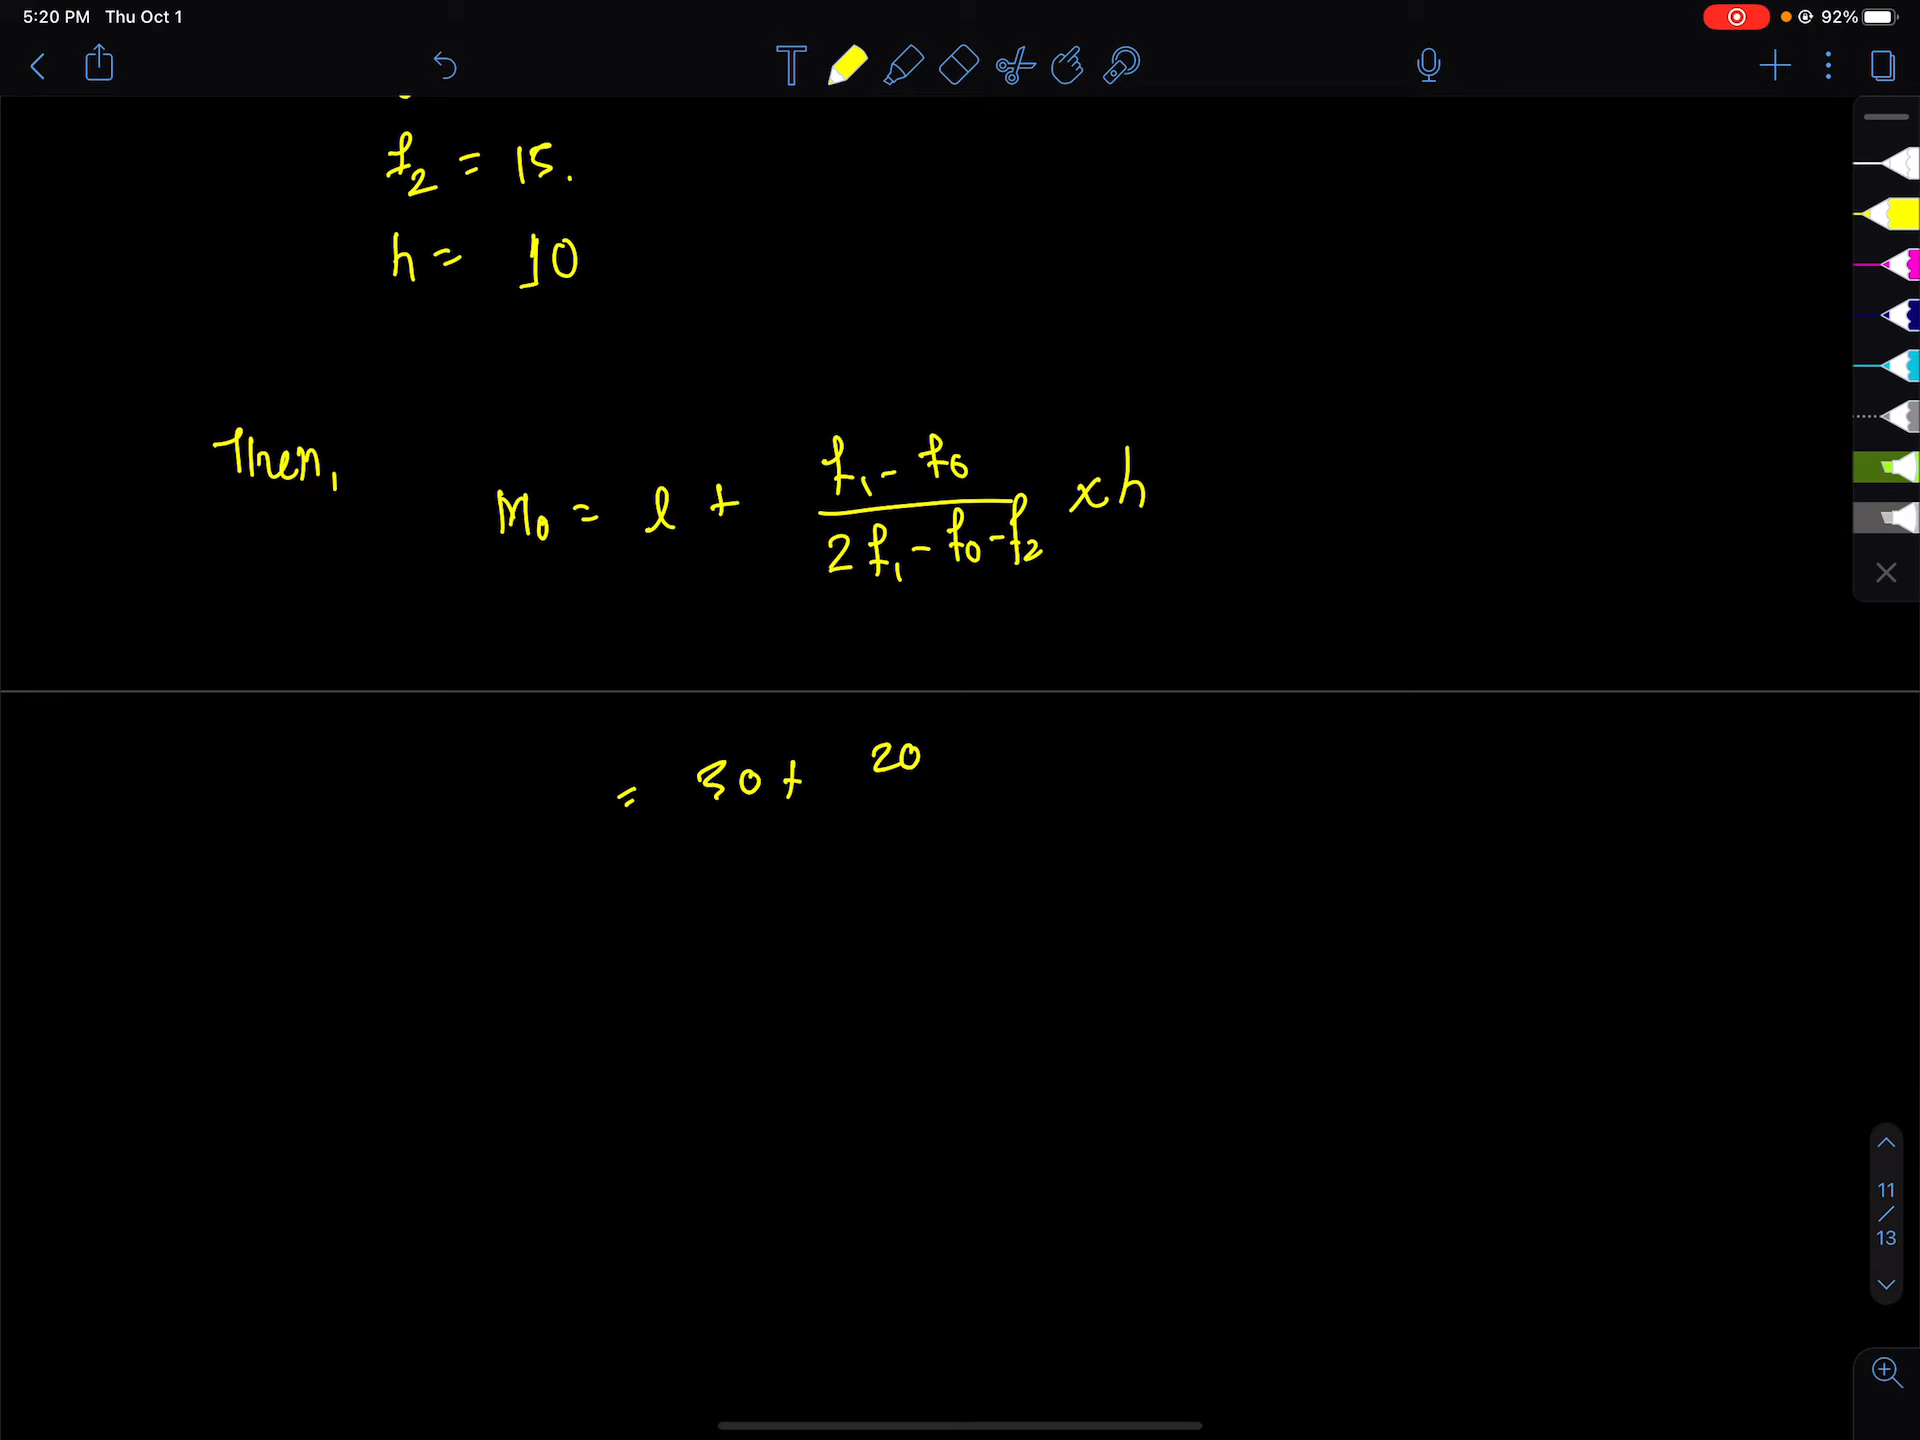 5:20 PM Thu Oct 1 92%
T
f₂ = 15.
h = 10
Then, M₀ = l + (f₁ - f₀)/(2f₁ - f₀ - f₂) x h
= 30 + 20
11
/
13